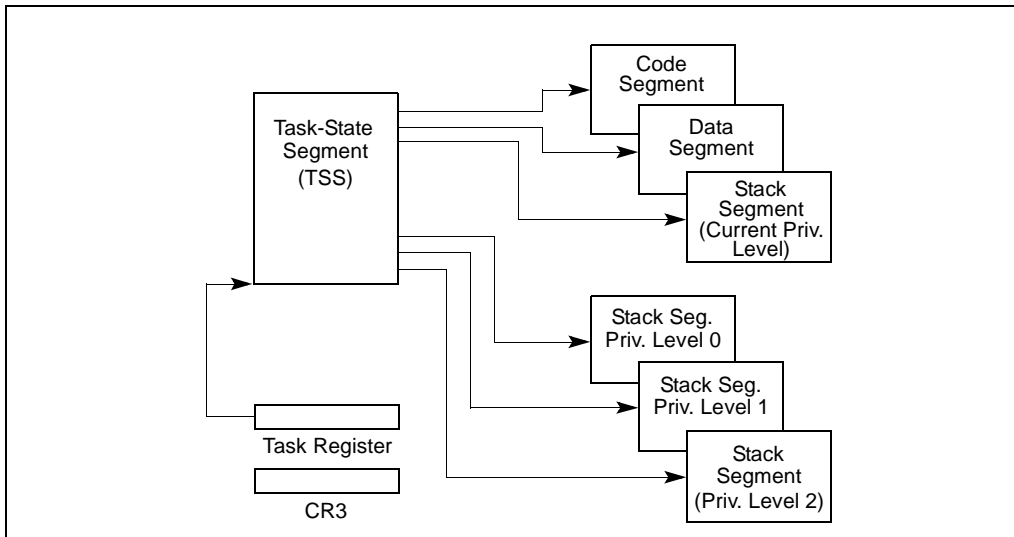 Task-State
Segment
(TSS)
Code
Segment
Data
Segment
Stack
Segment
(Current Priv.
Level)
Stack Seg.
Priv. Level 0
Stack Seg.
Priv. Level 1
Stack
Segment
(Priv. Level 2)
Task Register
CR3